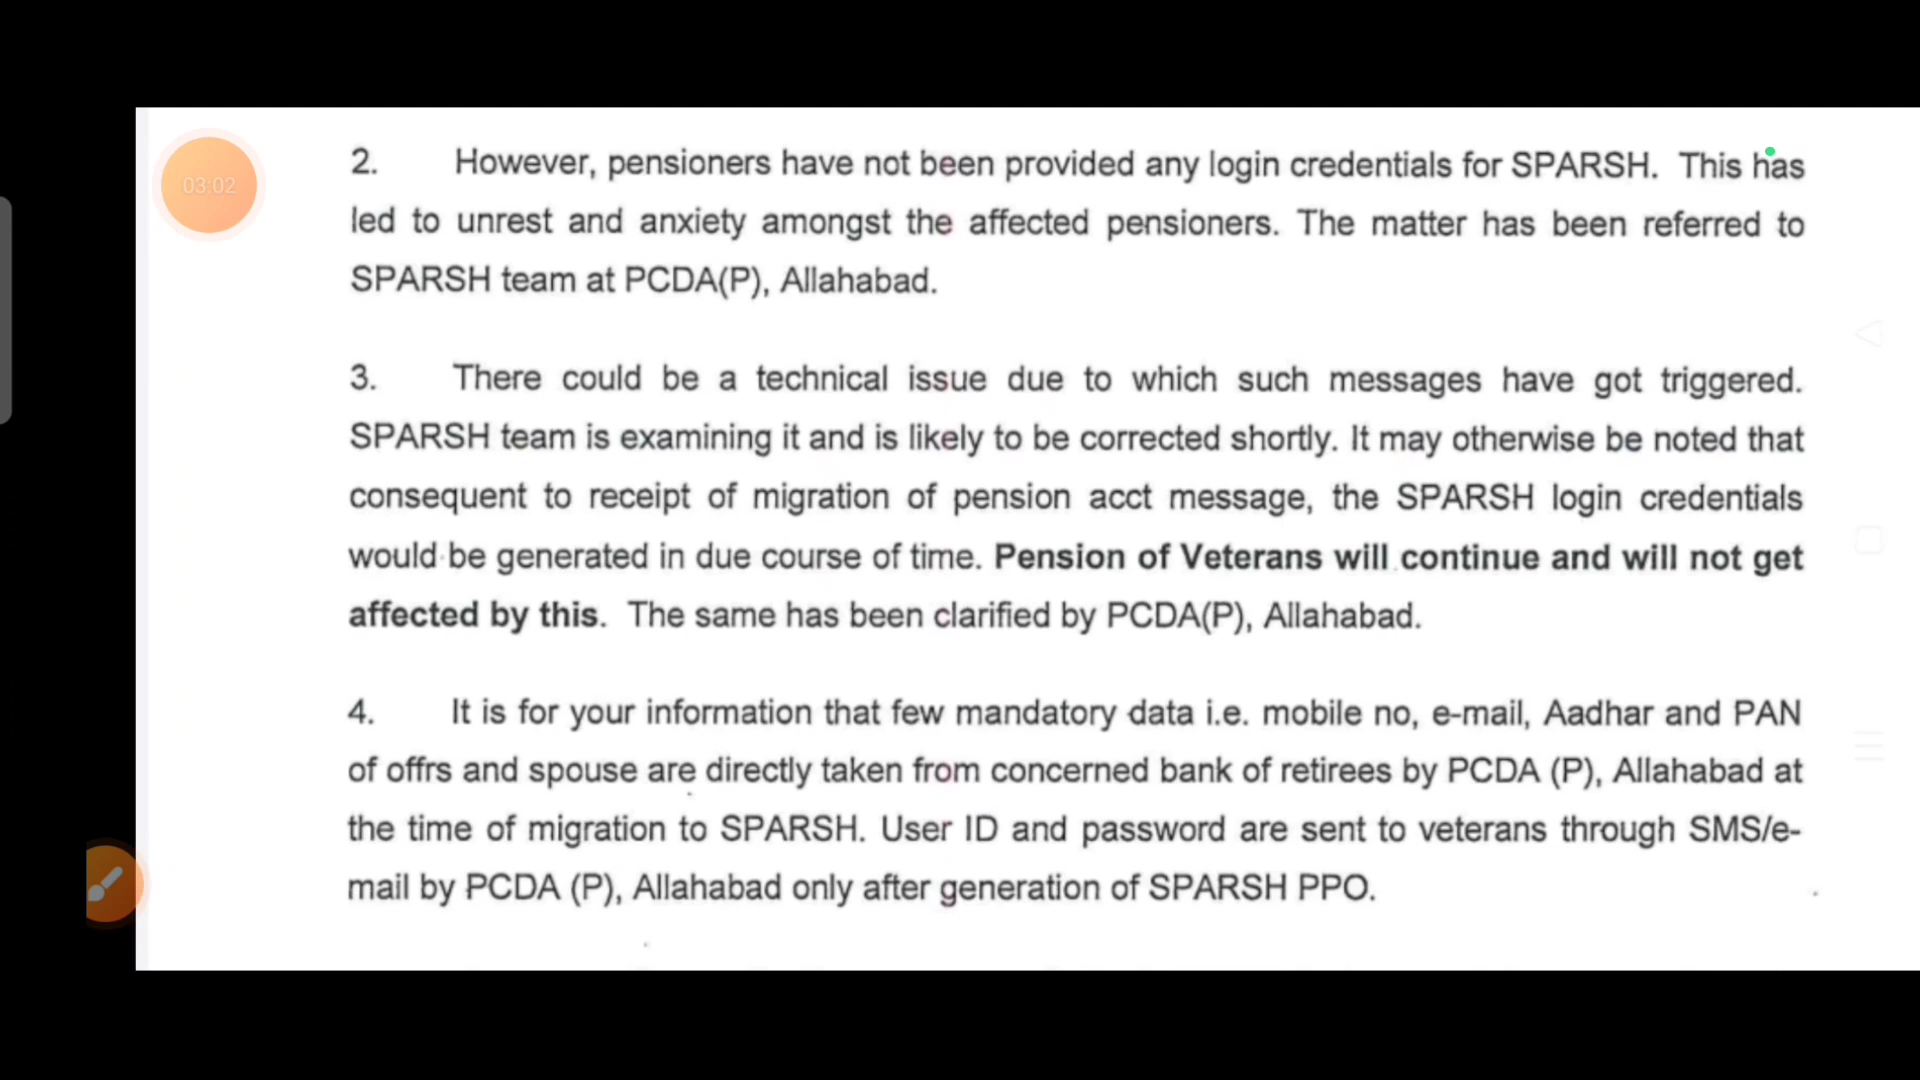 03:02
2. However, pensioners have not been provided any login credentials for SPARSH. This has
led to unrest and anxiety amongst the affected pensioners. The matter has been referred to
SPARSH team at PCDA(P), Allahabad.
3. There could be a technical issue due to which such messages have got triggered.
SPARSH team is examining it and is likely to be corrected shortly. It may otherwise be noted that
consequent to receipt of migration of pension acct message, the SPARSH login credentials
would be generated in due course of time. Pension of Veterans will continue and will not get
affected by this. The same has been clarified by PCDA(P), Allahabad.
4. It is for your information that few mandatory data i.e. mobile no, e-mail, Aadhar and PAN
of offrs and spouse are directly taken from concerned bank of retirees by PCDA (P), Allahabad at
the time of migration to SPARSH. User ID and password are sent to veterans through SMS/e-
mail by PCDA (P), Allahabad only after generation of SPARSH PPO.